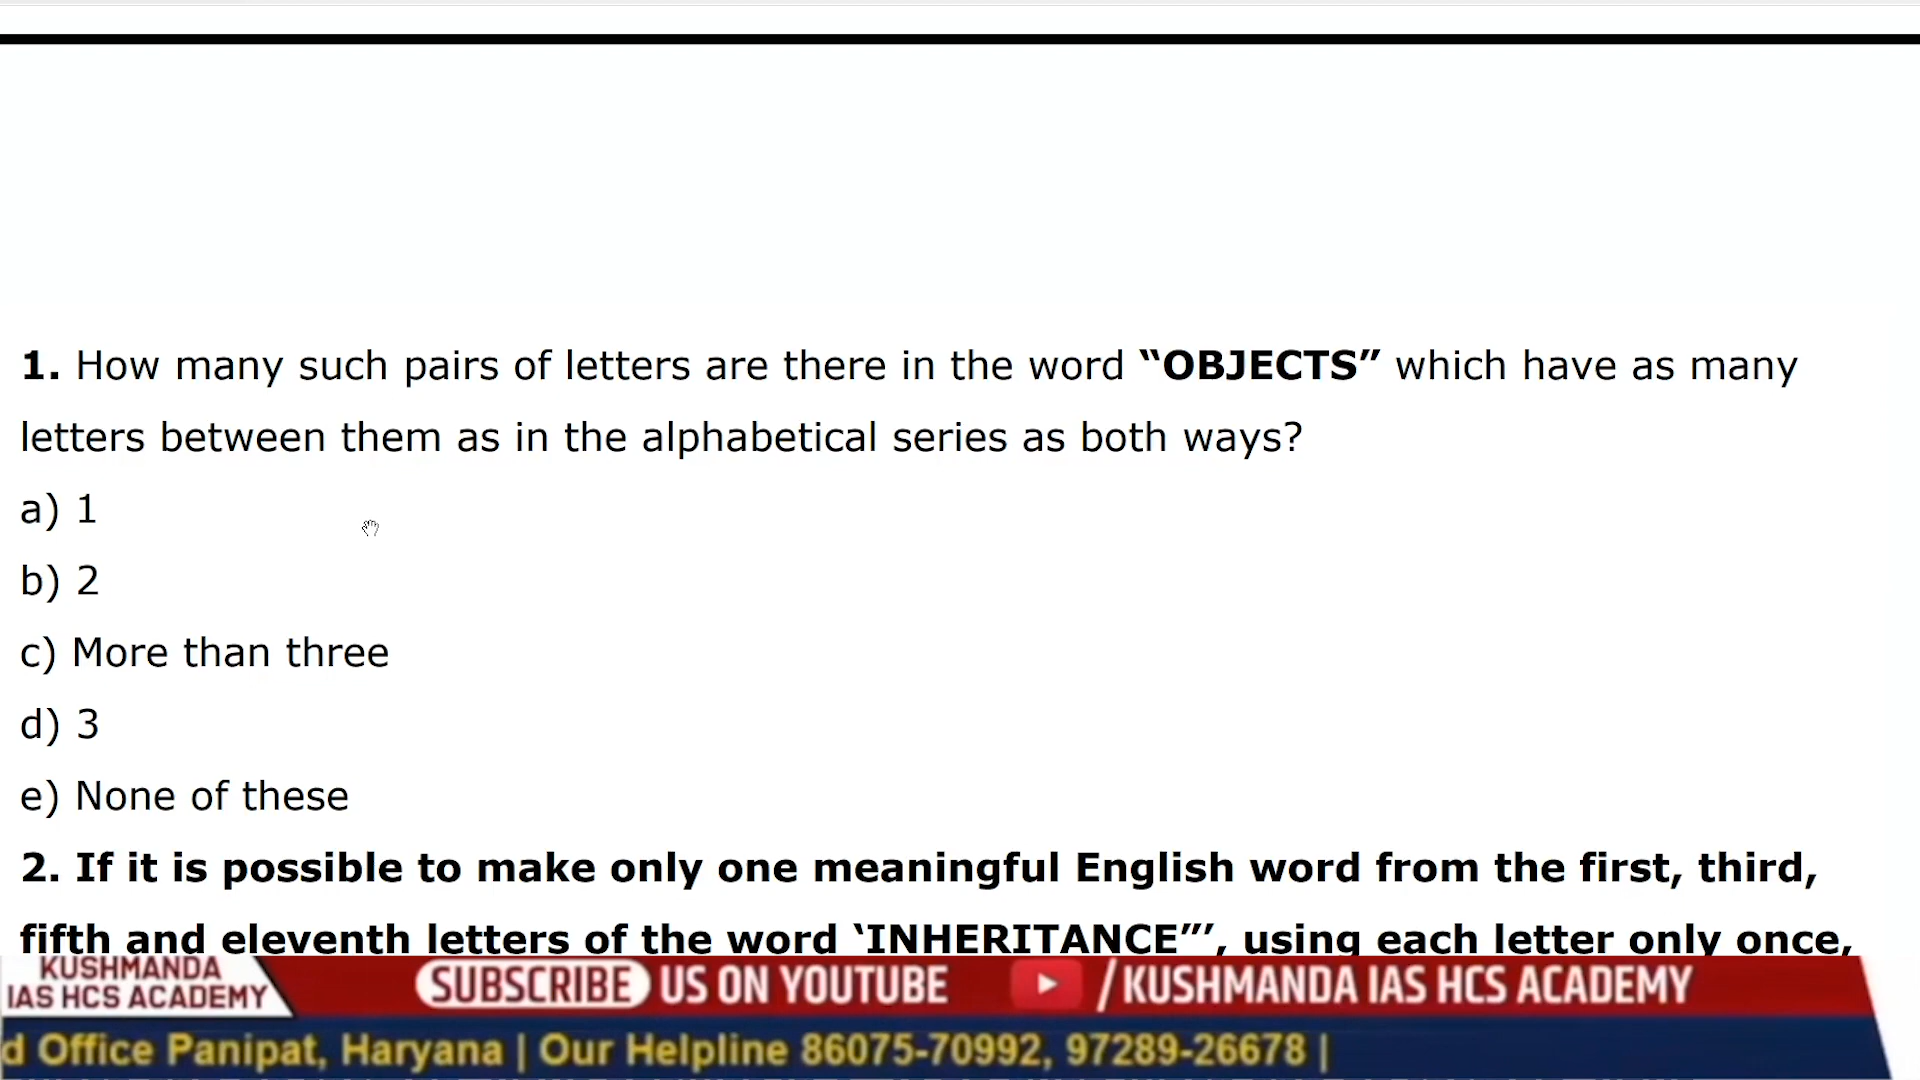 1. How many such pairs of letters are there in the word “OBJECTS” which have as many
letters between them as in the alphabetical series as both ways?
a) 1
b) 2
c) More than three
d) 3
e) None of these
2. If it is possible to make only one meaningful English word from the first, third,
fifth and eleventh letters of the word ‘INHERITANCE”’, using each letter only once,
KUSHMANDA
IAS HCS ACADEMY
SUBSCRIBE US ON YOUTUBE /KUSHMANDA IAS HCS ACADEMY
d Office Panipat, Haryana | Our Helpline 86075-70992, 97289-26678 |